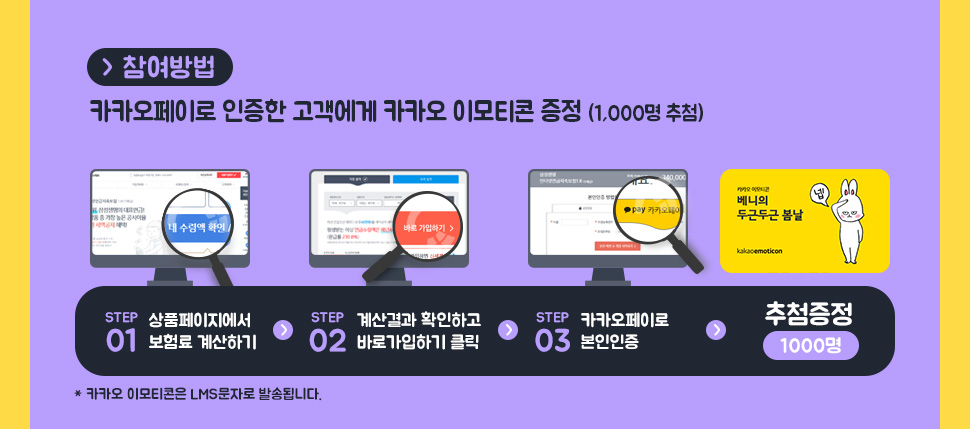 참여방법
카카오페이로 인증한 고객에게 카카오 이모티콘 증정 (1,000명 추첨)
내 수령액 확인
바로 가입하기 >
340,000
본인인증 방법
pay 카카오페이
카카오 이모티콘
베니의
두근두근 봄날
넵!
kakaoemoticon
STEP 01
상품페이지에서
보험료 계산하기
STEP 02
계산결과 확인하고
바로가입하기 클릭
STEP 03
카카오페이로
본인인증
추첨증정
1000명
* 카카오 이모티콘은 LMS문자로 발송됩니다.